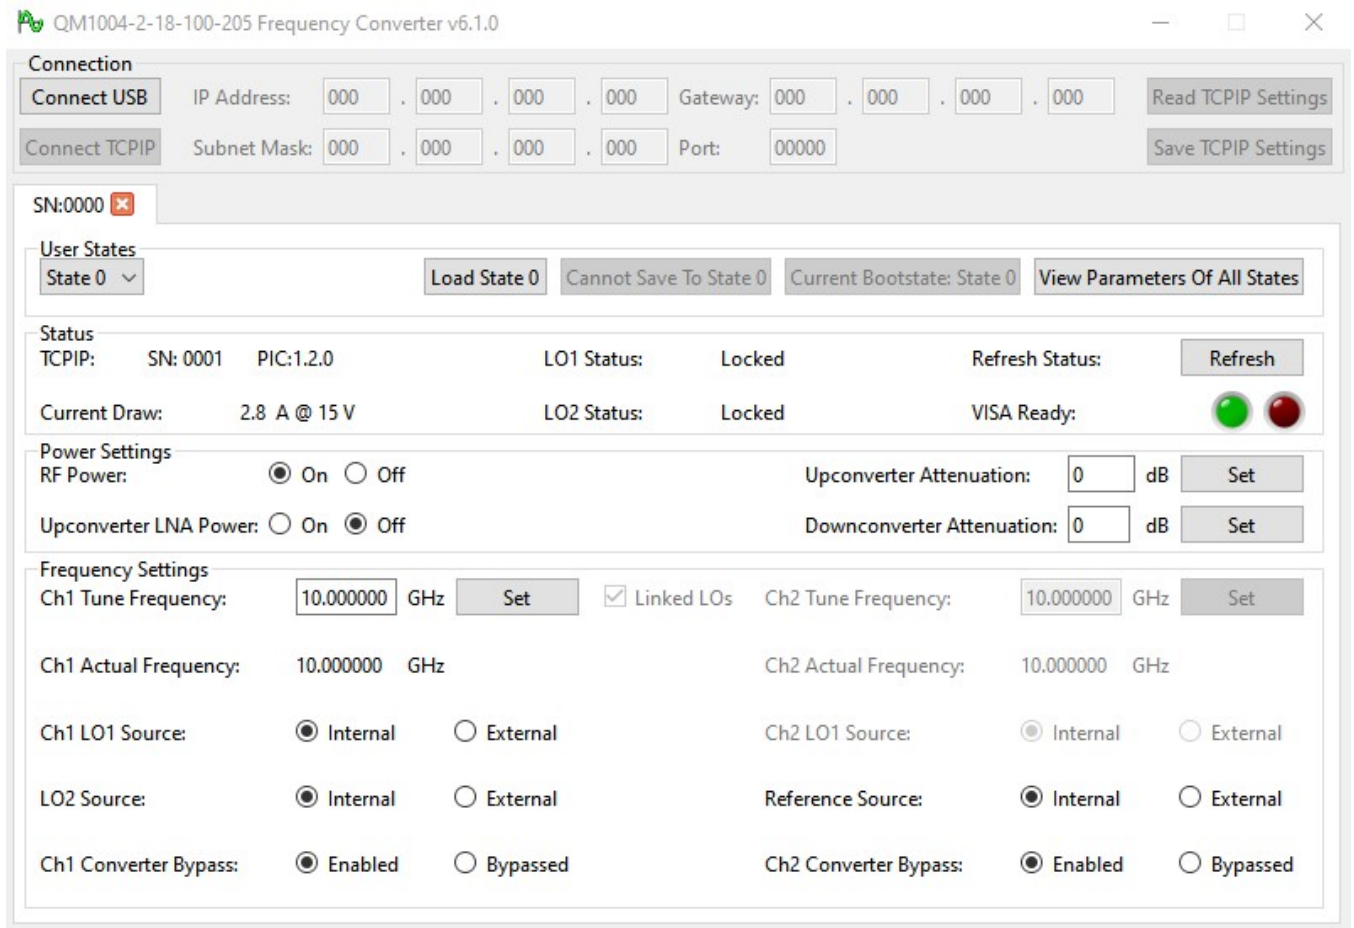 QM1004-2-18-100-205 Frequency Converter v6.1.0
Connection
Connect USB IP Address: 000 . 000 . 000 . 000 Gateway: 000 . 000 . 000 . 000 Read TCPIP Settings
Connect TCPIP Subnet Mask: 000 . 000 . 000 . 000 Port: 00000 Save TCPIP Settings
SN:0000
User States
State 0 Load State 0 Cannot Save To State 0 Current Bootstate: State 0 View Parameters Of All States
Status
TCPIP: SN: 0001 PIC:1.2.0 LO1 Status: Locked Refresh Status: Refresh
Current Draw: 2.8 A @ 15 V LO2 Status: Locked VISA Ready:
Power Settings
RF Power: On Off Upconverter Attenuation: 0 dB Set
Upconverter LNA Power: On Off Downconverter Attenuation: 0 dB Set
Frequency Settings
Ch1 Tune Frequency: 10.000000 GHz Set Linked LOs Ch2 Tune Frequency: 10.000000 GHz Set
Ch1 Actual Frequency: 10.000000 GHz Ch2 Actual Frequency: 10.000000 GHz
Ch1 LO1 Source: Internal External Ch2 LO1 Source: Internal External
LO2 Source: Internal External Reference Source: Internal External
Ch1 Converter Bypass: Enabled Bypassed Ch2 Converter Bypass: Enabled Bypassed